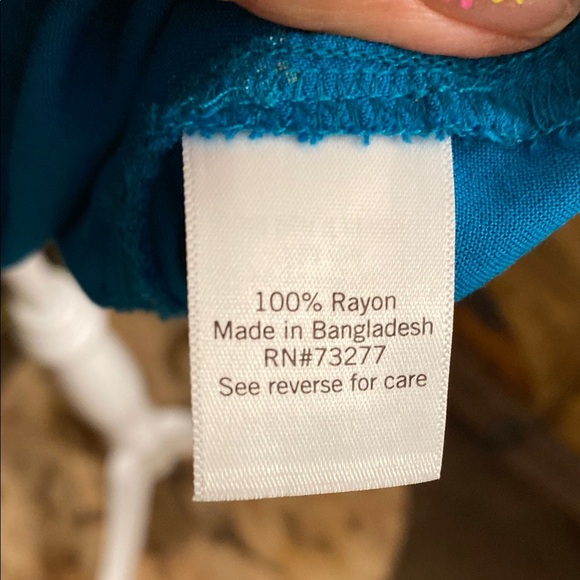 100% Rayon
Made in Bangladesh
RN#73277
See reverse for care